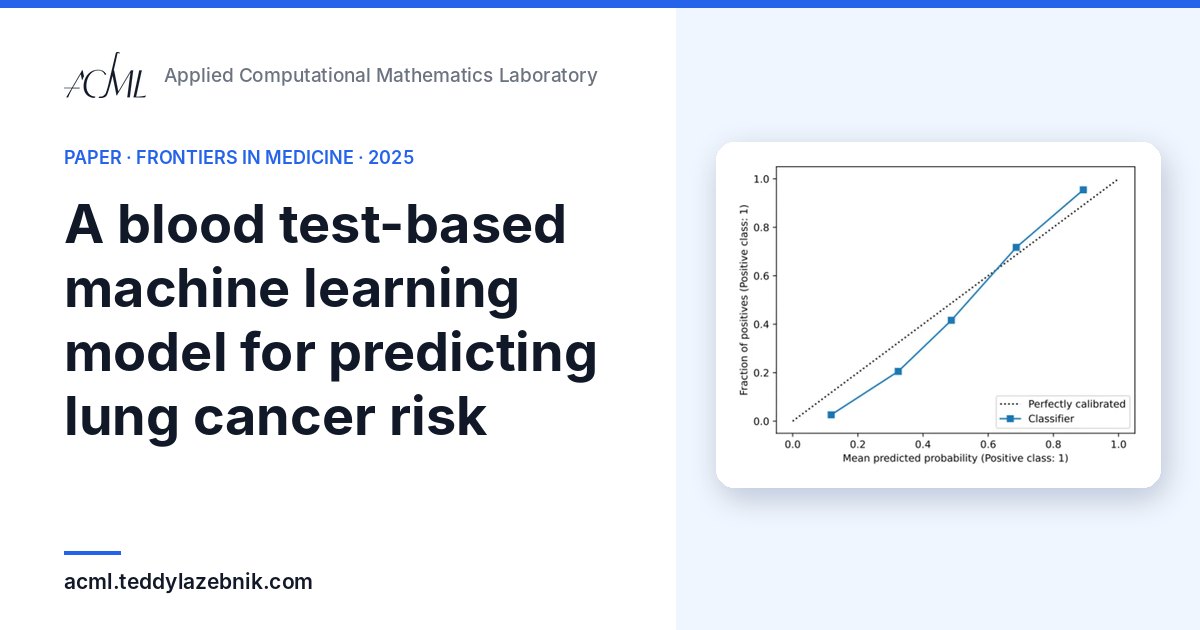 ACML
Applied Computational Mathematics Laboratory
PAPER · FRONTIERS IN MEDICINE · 2025
A blood test-based
machine learning
model for predicting
lung cancer risk
acml.teddylazebnik.com
Fraction of positives (Positive class: 1)
1.0
0.8
0.6
0.4
0.2
0.0
0.0 0.2 0.4 0.6 0.8 1.0
Mean predicted probability (Positive class: 1)
Perfectly calibrated
Classifier